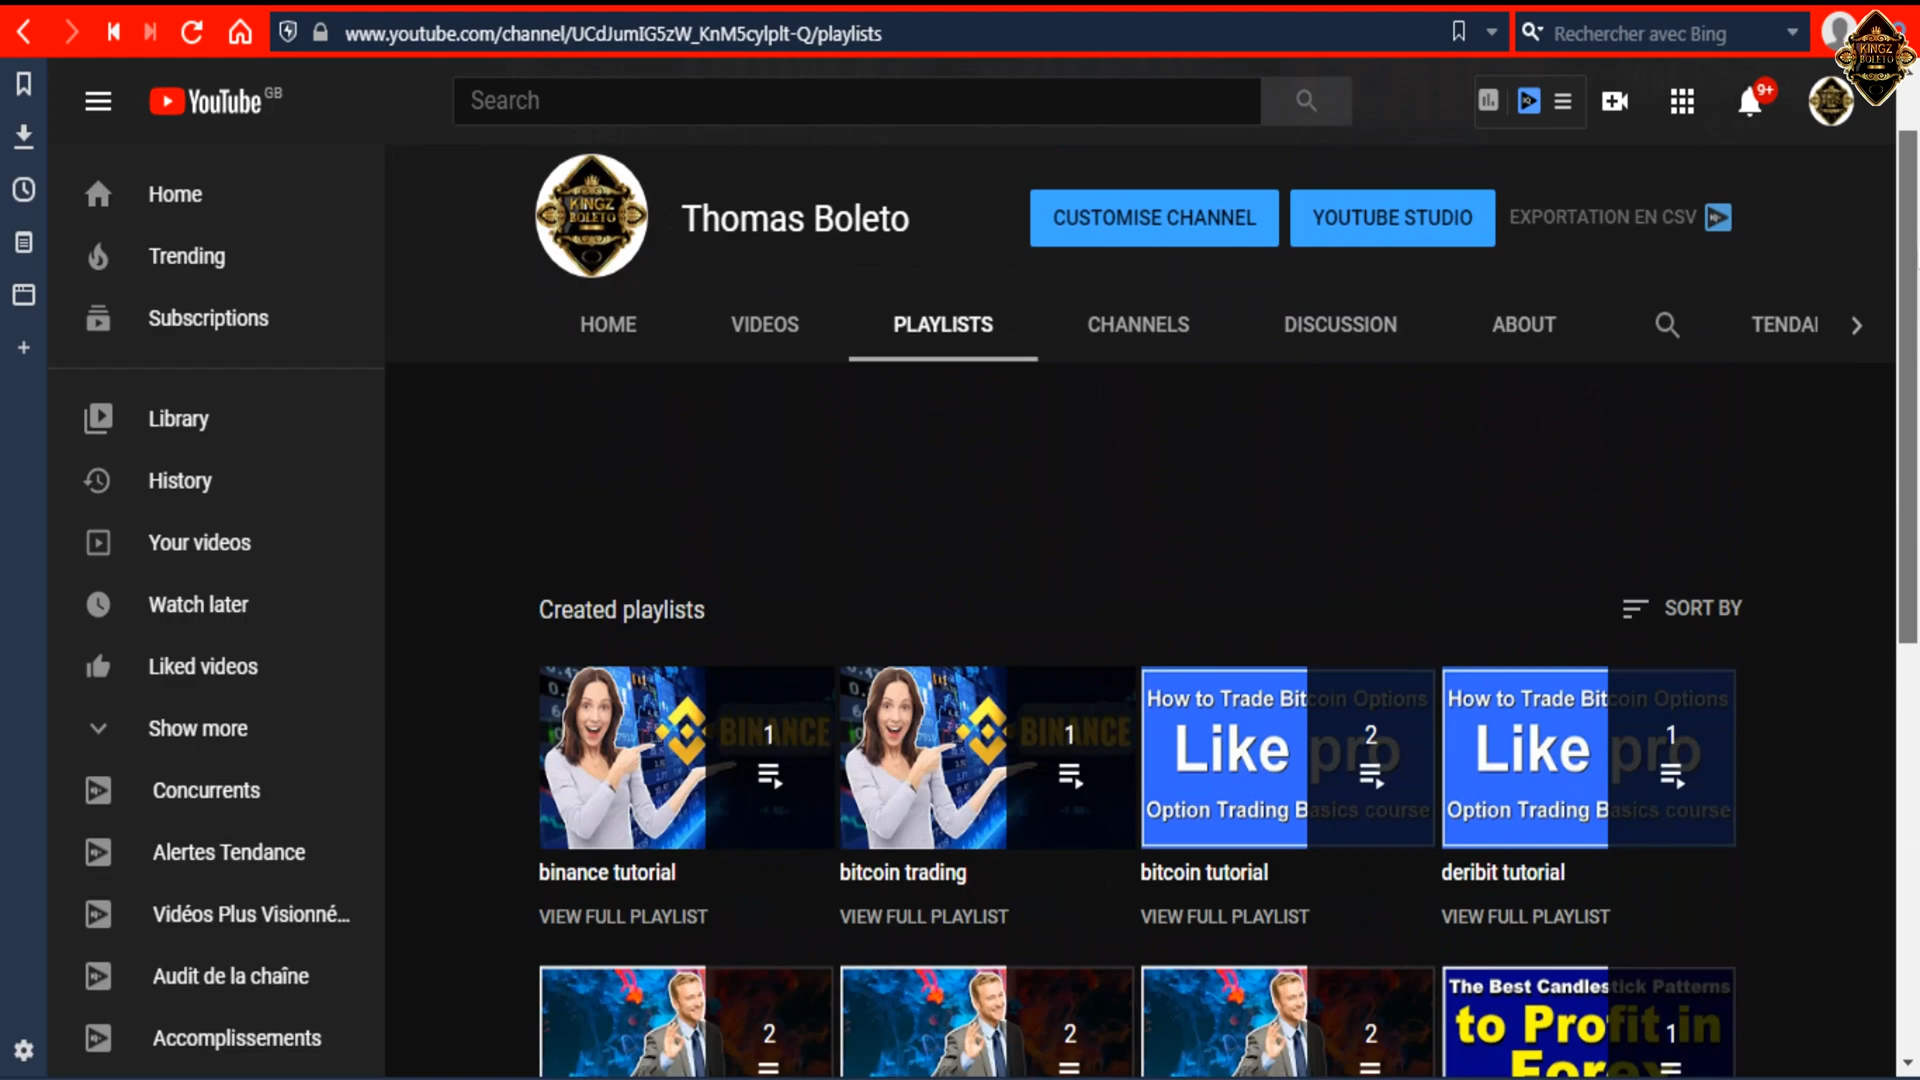 www.youtube.com/channel/UCdJumIG5zW_KnM5cylplt-Q/playlists
Rechercher avec Bing
KINGZ
BOLETO
YouTube GB
Search
9+
Home
Trending
Subscriptions
Library
History
Your videos
Watch later
Liked videos
Show more
Concurrents
Alertes Tendance
Vidéos Plus Visionné...
Audit de la chaîne
Accomplissements
KINGZ
BOLETO
Thomas Boleto
CUSTOMISE CHANNEL
YOUTUBE STUDIO
EXPORTATION EN CSV
HOME
VIDEOS
PLAYLISTS
CHANNELS
DISCUSSION
ABOUT
TENDAI
Created playlists
SORT BY
BINANCE
1
binance tutorial
VIEW FULL PLAYLIST
BINANCE
1
bitcoin trading
VIEW FULL PLAYLIST
How to Trade Bitcoin Options
Like pro
Option Trading Basics course
2
bitcoin tutorial
VIEW FULL PLAYLIST
How to Trade Bitcoin Options
Like pro
Option Trading Basics course
1
deribit tutorial
VIEW FULL PLAYLIST
2
2
2
The Best Candlestick Patterns
to Profit in
Forex
1